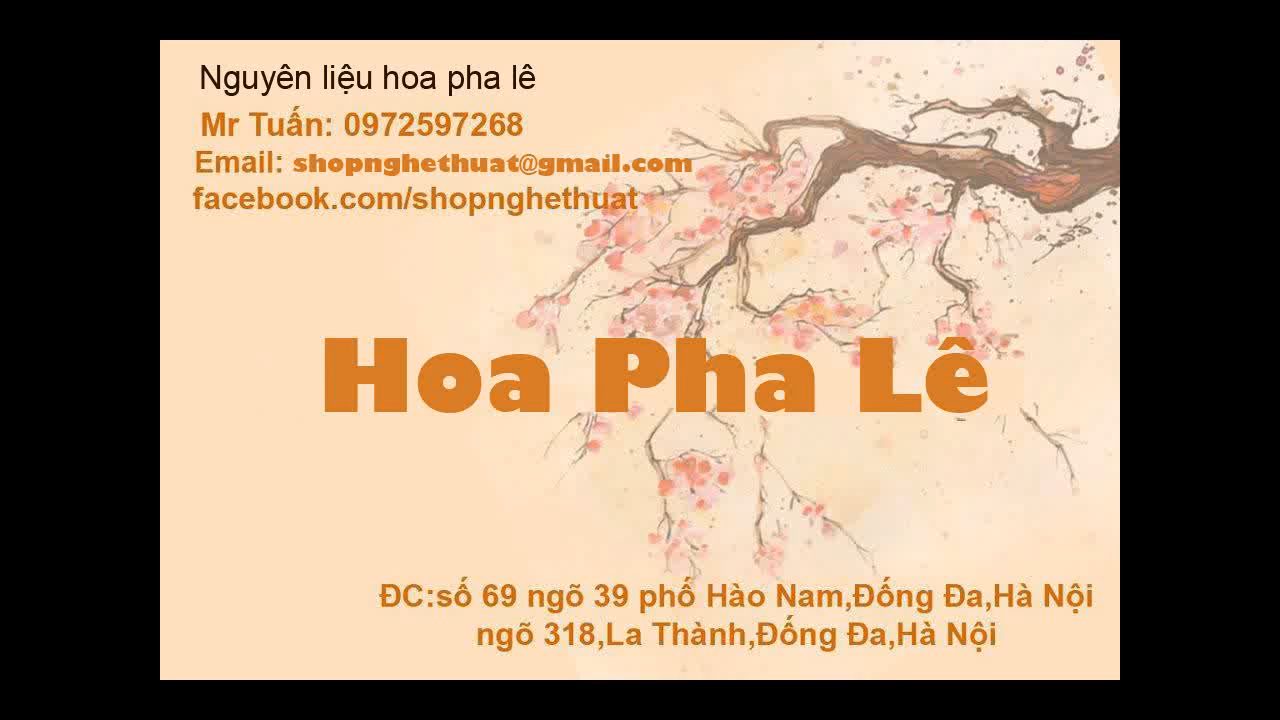 Nguyên liệu hoa pha lê
Mr Tuấn: 0972597268
Email: shopnghethuat@gmail.com
facebook.com/shopnghethuat
Hoa Pha Lê
ĐC:số 69 ngõ 39 phố Hào Nam,Đống Đa,Hà Nội
ngõ 318,La Thành,Đống Đa,Hà Nội